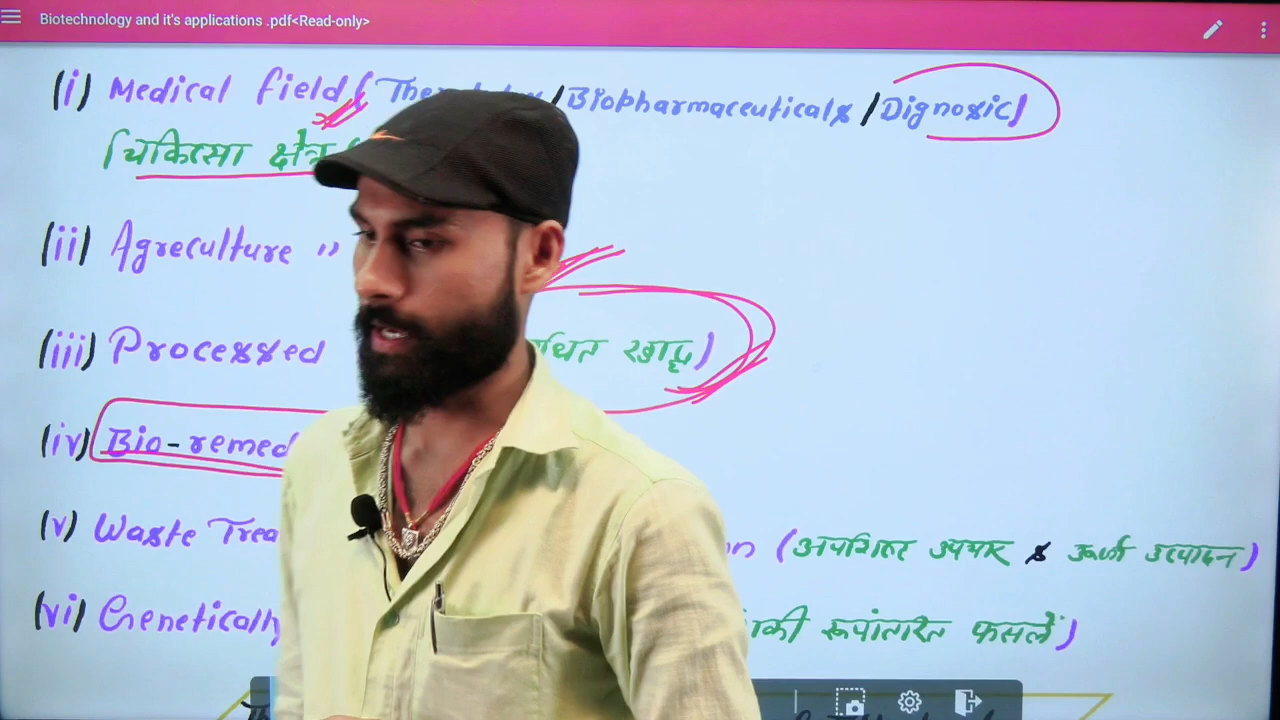 Biotechnology and it's applications .pdf<Read-only>
(i) Medical field ( / Biopharmaceuticals / Dignosic)
चिकित्सा क्षेत्र (
(ii) Agreculture "
(iii) Processed खाद्य)
(iv) Bio-remed
(v) Waste Trea (अपशिष्ट उपचार & ऊर्जा उत्पादन)
(vi) Genetically रूपांतरित फसलें)